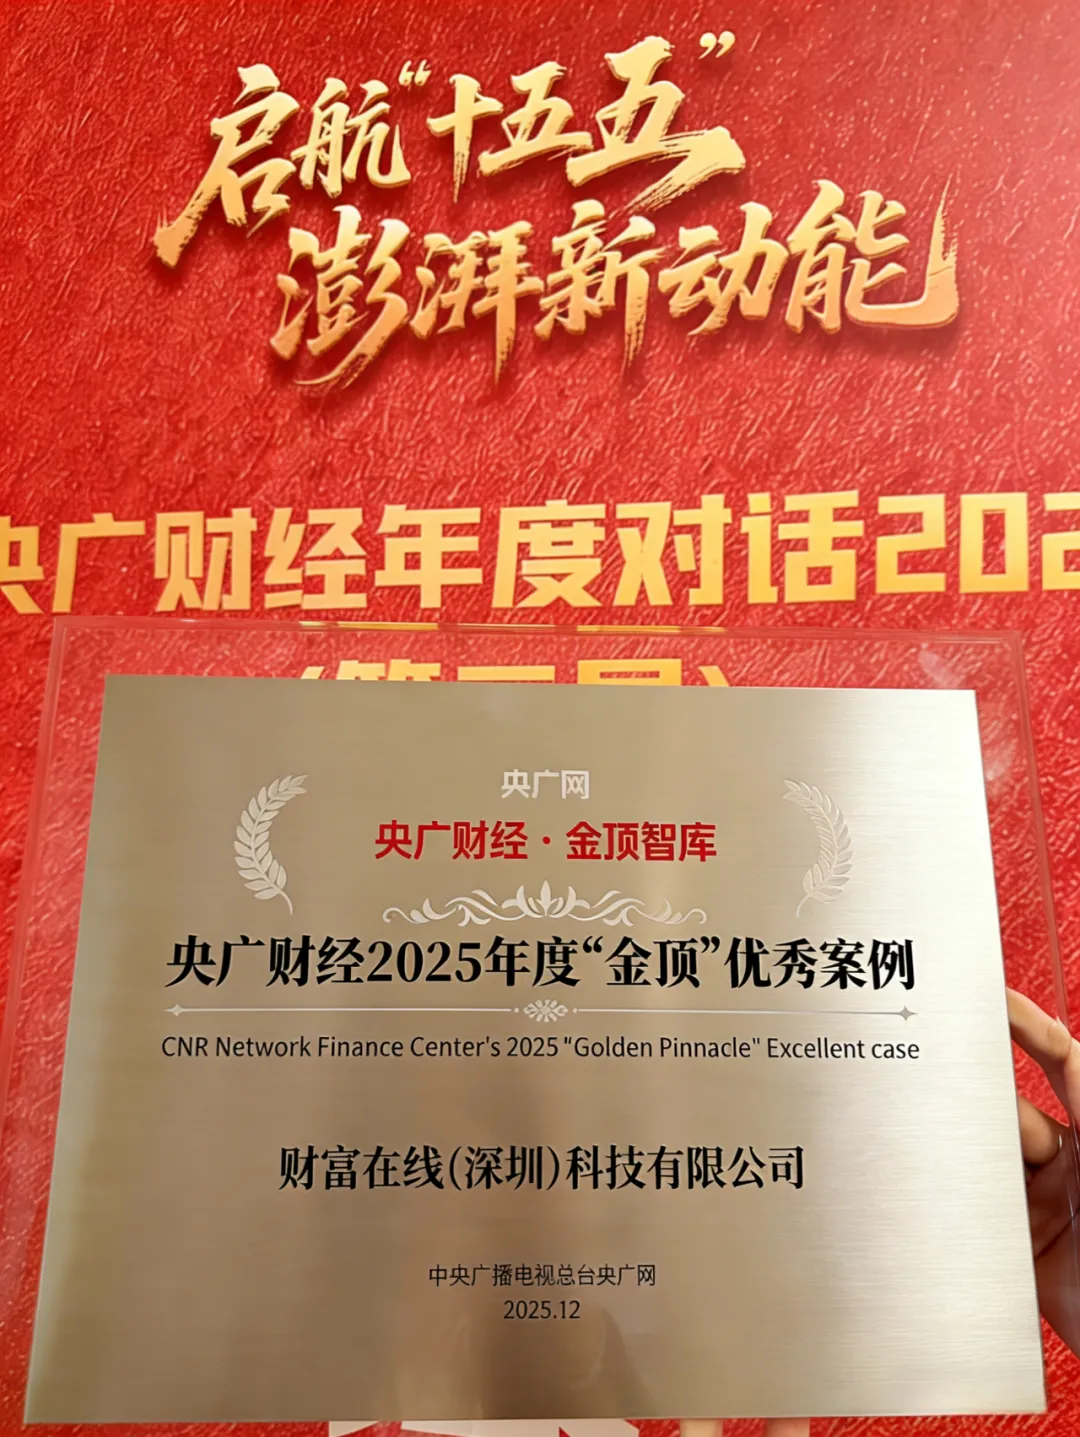 启航“十五五”
澎湃新动能
央广财经年度对话202
央广网
央广财经·金顶智库
央广财经2025年度“金顶”优秀案例
CNR Network Finance Center's 2025 "Golden Pinnacle" Excellent case
财富在线(深圳)科技有限公司
中央广播电视总台央广网
2025.12